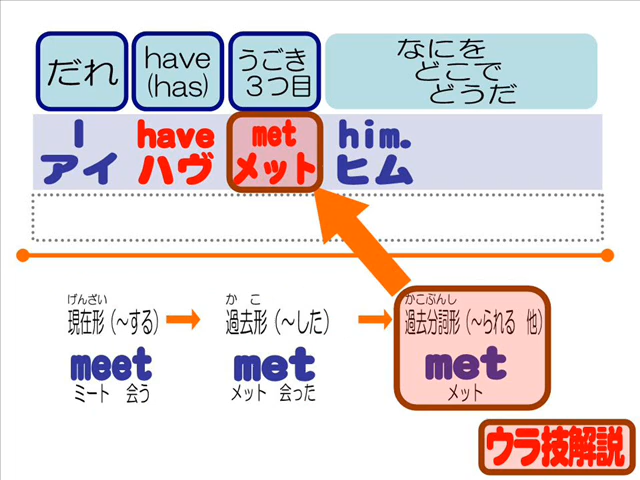 だれ
have
(has)
うごき
3つ目
なにを
どこで
どうだ
I have met him.
アイ ハヴ メット ヒム
げんざい か こ かこぶんし
現在形(〜する) 過去形(〜した) 過去分詞形(〜られる 他)
meet met met
ミート 会う メット 会った メット
ウラ技解説